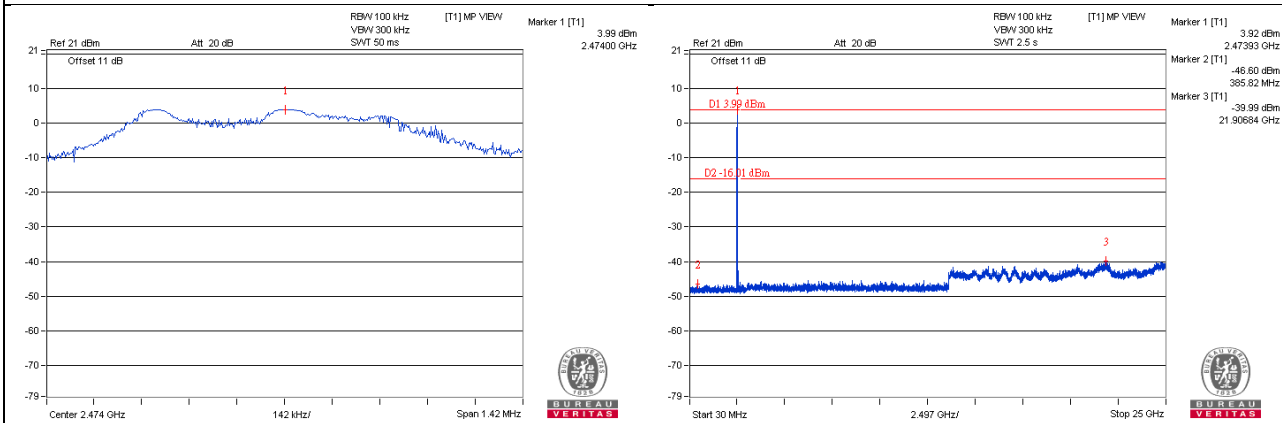 RBW 100 kHz [T1] MP VIEW
VBW 300 kHz
Ref 21 dBm Att 20 dB SWT 50 ms
Marker 1 [T1]
3.99 dBm
2.47400 GHz
21
Offset 11 dB
10
0
-10
-20
-30
-40
-50
-60
-70
-79
1
Center 2.474 GHz 142 kHz/ Span 1.42 MHz
BUREAU VERITAS
1828
BUREAU
VERITAS
RBW 100 kHz [T1] MP VIEW
VBW 300 kHz
Ref 21 dBm Att 20 dB SWT 2.5 s
Marker 1 [T1]
3.92 dBm
2.47393 GHz
Marker 2 [T1]
-46.60 dBm
385.82 MHz
Marker 3 [T1]
-39.99 dBm
21.90684 GHz
21
Offset 11 dB
10
0
-10
-20
-30
-40
-50
-60
-70
-79
1
D1 3.99 dBm
D2 -16.01 dBm
2
3
Start 30 MHz 2.497 GHz/ Stop 25 GHz
BUREAU VERITAS
1828
BUREAU
VERITAS